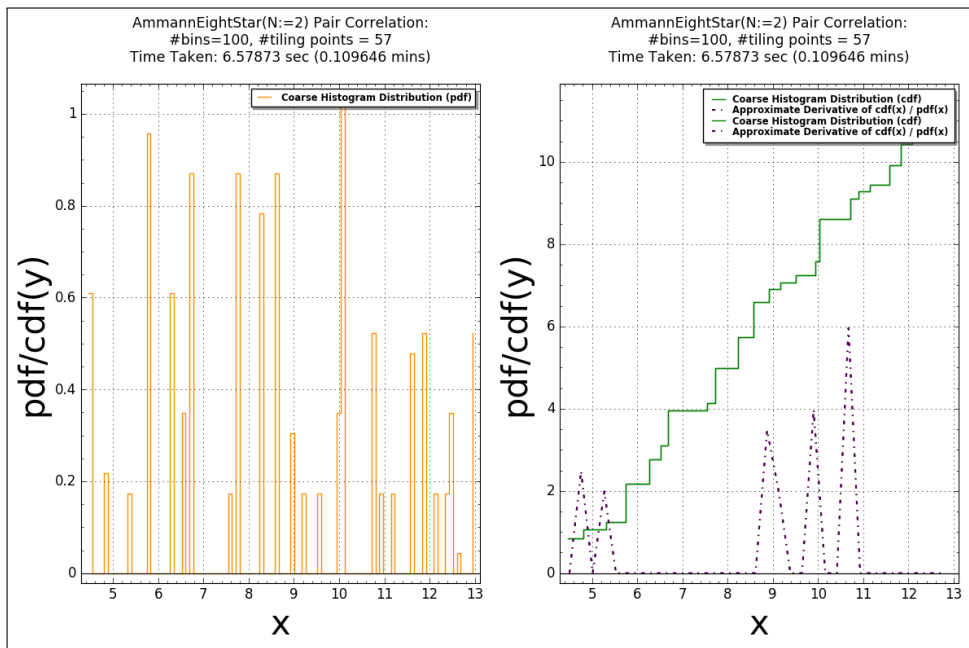 AmmannEightStar(N:=2) Pair Correlation:
#bins=100, #tiling points = 57
Time Taken: 6.57873 sec (0.109646 mins)
Coarse Histogram Distribution (pdf)
pdf/cdf(y)
1
0.8
0.6
0.4
0.2
0
5 6 7 8 9 10 11 12 13
x
AmmannEightStar(N:=2) Pair Correlation:
#bins=100, #tiling points = 57
Time Taken: 6.57873 sec (0.109646 mins)
Coarse Histogram Distribution (cdf)
Approximate Derivative of cdf(x) / pdf(x)
Coarse Histogram Distribution (cdf)
Approximate Derivative of cdf(x) / pdf(x)
pdf/cdf(y)
10
8
6
4
2
0
5 6 7 8 9 10 11 12 13
x